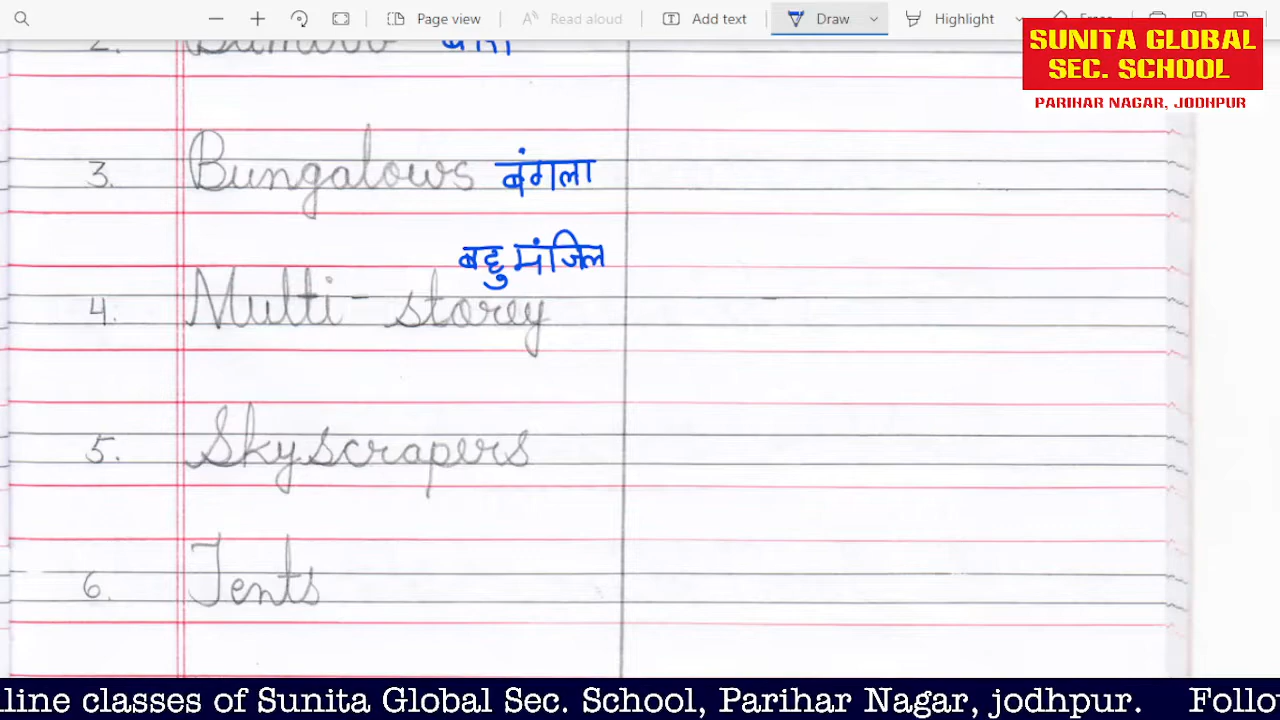 Page view
Read aloud
Add text
Draw
Highlight
SUNITA GLOBAL
SEC. SCHOOL
PARIHAR NAGAR, JODHPUR
2.
3. Bungalows बंगला
बहु मंजिल
4. Multi-storey
5. Skyscrapers
6. Tents
line classes of Sunita Global Sec. School, Parihar Nagar, jodhpur. Follo